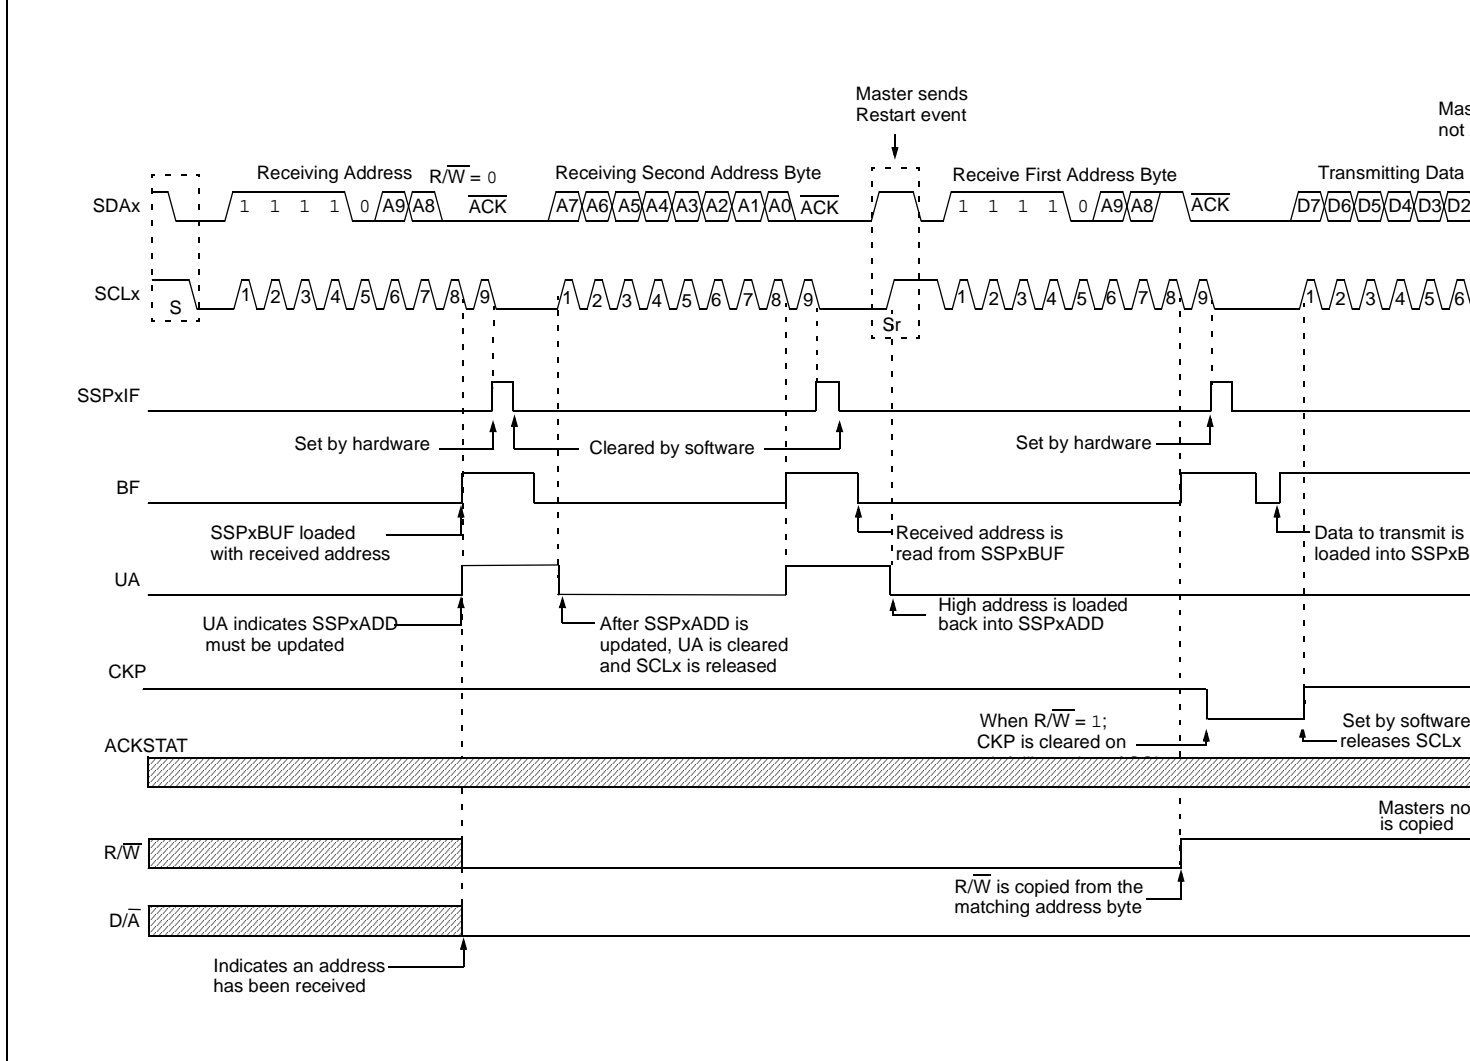 Master sends
Restart event
Mas
not
Receiving Address R/W = 0
Receiving Second Address Byte
Receive First Address Byte
Transmitting Data
SDAx
1 1 1 1 0 A9 A8 ACK
A7 A6 A5 A4 A3 A2 A1 A0 ACK
1 1 1 1 0 A9 A8 ACK
D7 D6 D5 D4 D3 D2
SCLx
S
1 2 3 4 5 6 7 8 9
1 2 3 4 5 6 7 8 9
Sr
1 2 3 4 5 6 7 8 9
1 2 3 4 5 6
SSPxIF
Set by hardware
Cleared by software
Set by hardware
BF
SSPxBUF loaded
with received address
Received address is
read from SSPxBUF
Data to transmit is
loaded into SSPxB
UA
UA indicates SSPxADD
must be updated
After SSPxADD is
updated, UA is cleared
and SCLx is released
High address is loaded
back into SSPxADD
CKP
When R/W = 1;
CKP is cleared on
Set by software
releases SCLx
ACKSTAT
Masters no
is copied
R/W
R/W is copied from the
matching address byte
D/A
Indicates an address
has been received